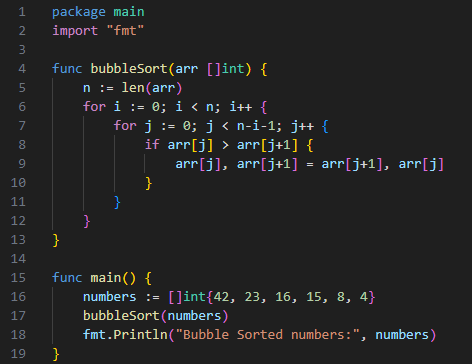 1 package main
2 import "fmt"
3
4 func bubbleSort(arr []int) {
5     n := len(arr)
6     for i := 0; i < n; i++ {
7         for j := 0; j < n-i-1; j++ {
8             if arr[j] > arr[j+1] {
9                 arr[j], arr[j+1] = arr[j+1], arr[j]
10             }
11         }
12     }
13 }
14
15 func main() {
16     numbers := []int{42, 23, 16, 15, 8, 4}
17     bubbleSort(numbers)
18     fmt.Println("Bubble Sorted numbers:", numbers)
19 }